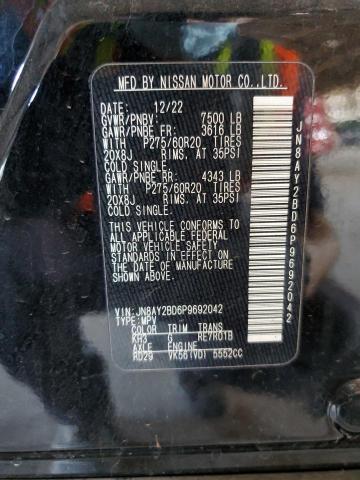 MFD BY NISSAN MOTOR CO.,LTD.
DATE: 12/22
GVWR/PNBV: 7500 LB
GAWR/PNBE FR: 3616 LB
WITH P275/60R20 TIRES
20X8J RIMS, AT 35PSI
COLD SINGLE.
GAWR/PNBE RR: 4343 LB
WITH P275/60R20 TIRES
20X8J RIMS, AT 35PSI
COLD SINGLE.
THIS VEHICLE CONFORMS TO
ALL APPLICABLE FEDERAL
MOTOR VEHICLE SAFETY
STANDARDS IN EFFECT ON
THE DATE OF MANUFACTURE
SHOWN ABOVE.
VIN: JN8AY2BD6P9692042
TYPE: MPV
COLOR TRIM TRANS
KH3 G RE7R01B
AXLE ENGINE
RD29 VK56(VD) 5552CC
JN8AY2BD6P9692042